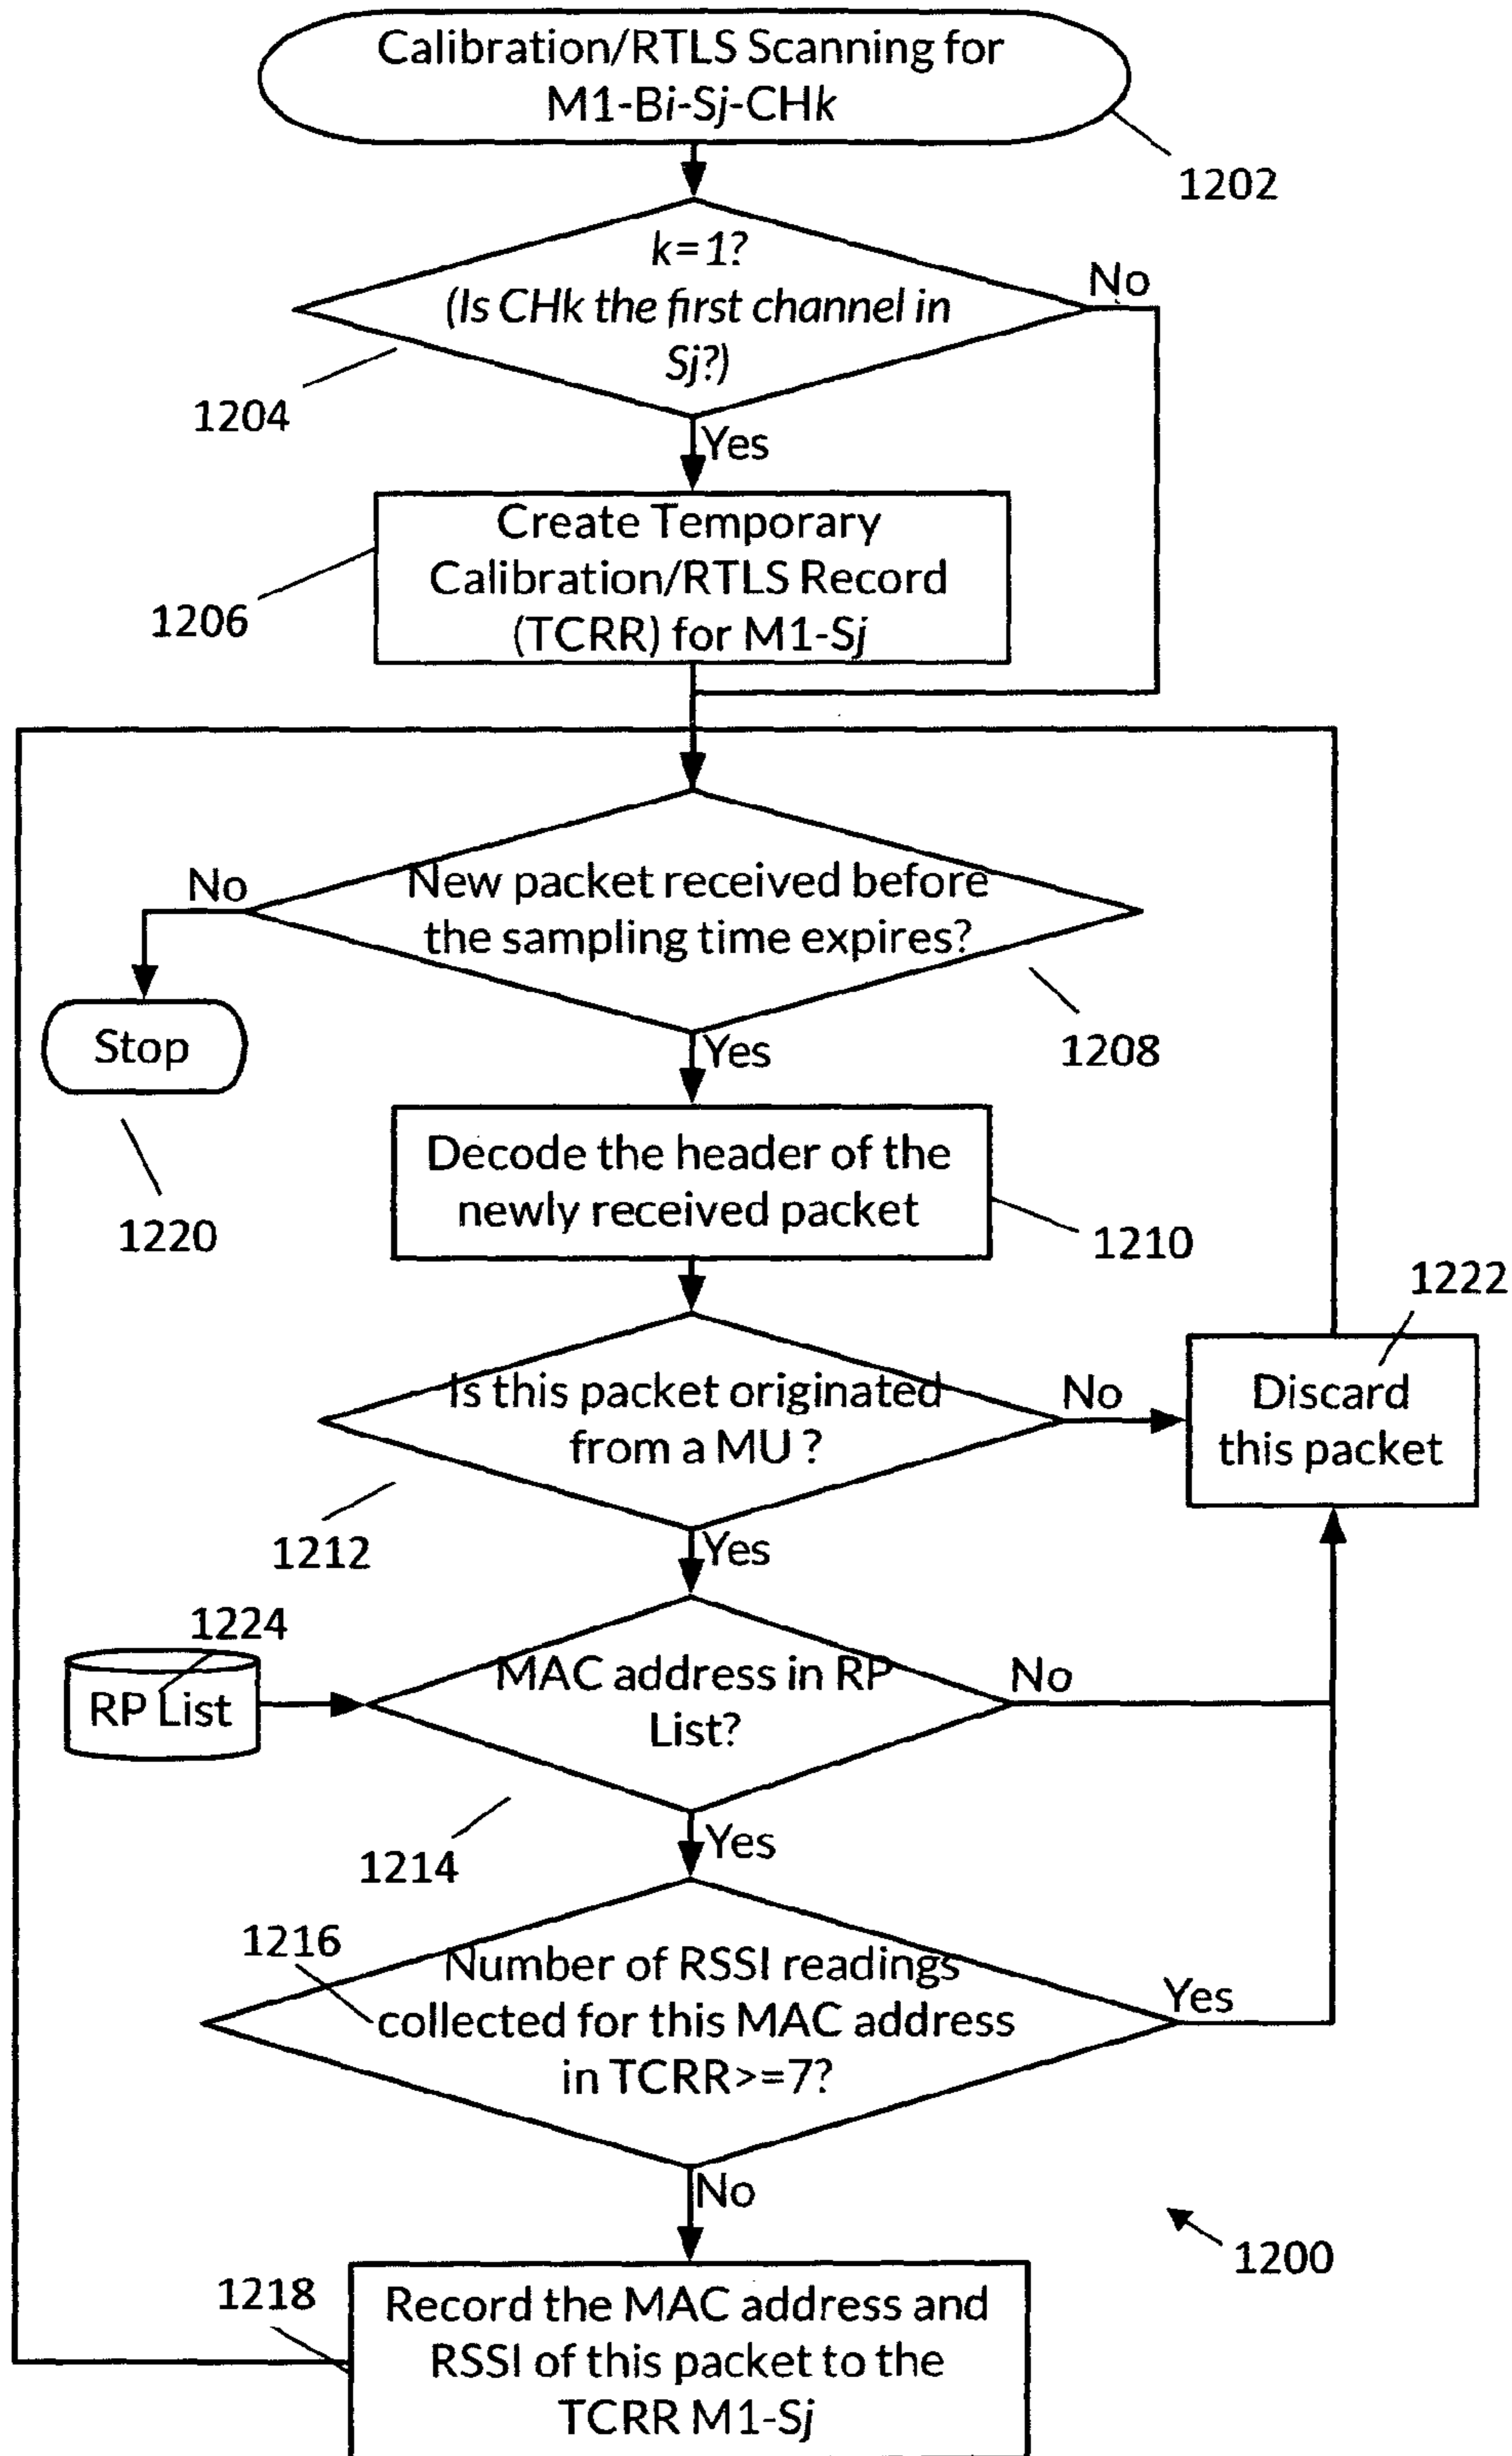 Calibration/RTLS Scanning for
M1-Bi-Sj-CHk
1202
k=1?
(Is CHk the first channel in
Sj?)
No
1204
Yes
Create Temporary
Calibration/RTLS Record
(TCRR) for M1-Sj
1206
New packet received before
the sampling time expires?
No
Stop
1208
Yes
1220
Decode the header of the
newly received packet
1210
1222
Is this packet originated
from a MU ?
No
Discard
this packet
1212
Yes
1224
RP List
MAC address in RP
List?
No
1214
Yes
1216
Number of RSSI readings
collected for this MAC address
in TCRR>=7?
Yes
No
1200
1218
Record the MAC address and
RSSI of this packet to the
TCRR M1-Sj